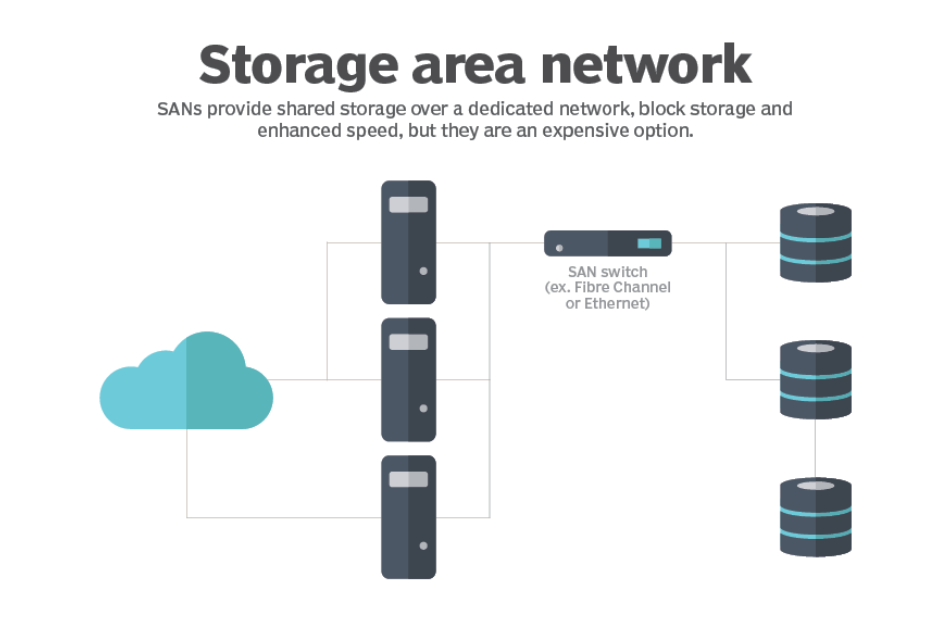 Storage area network
SANs provide shared storage over a dedicated network, block storage and
enhanced speed, but they are an expensive option.
SAN switch
(ex. Fibre Channel
or Ethernet)